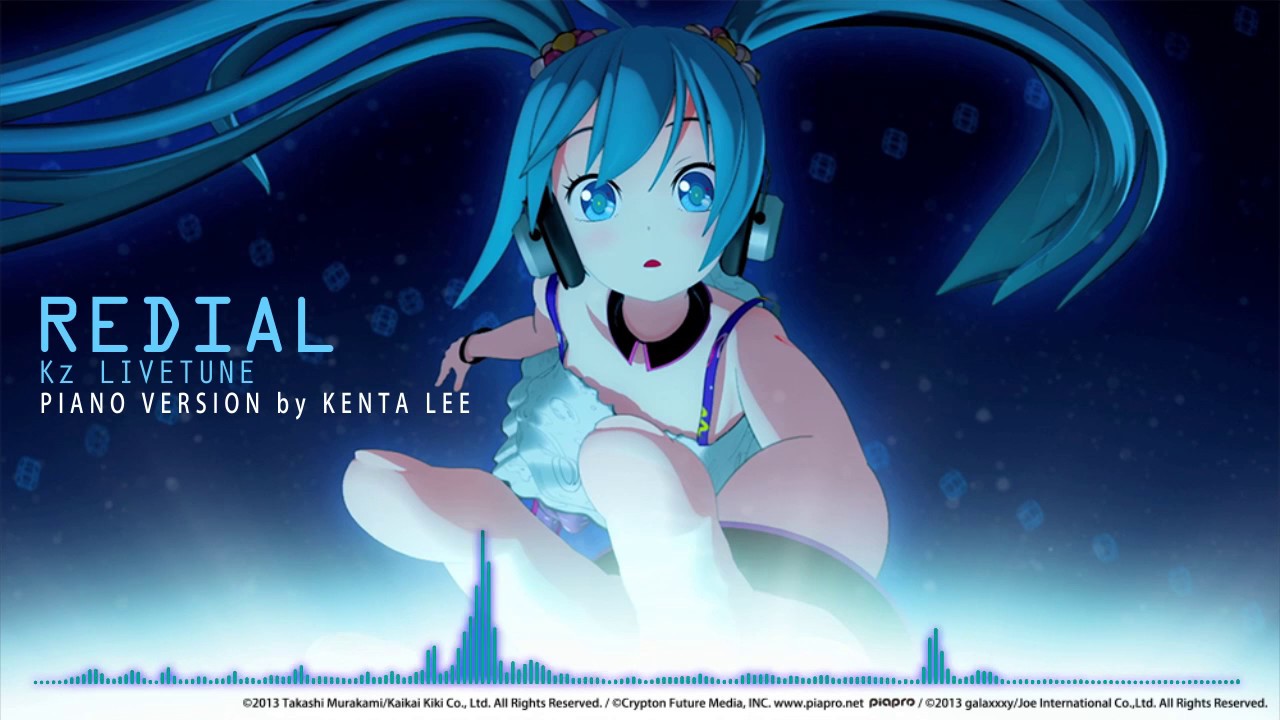 REDIAL
Kz LIVETUNE
PIANO VERSION by KENTA LEE
©2013 Takashi Murakami/Kaikai Kiki Co., Ltd. All Rights Reserved. / ©Crypton Future Media, INC. www.piapro.net piapro / ©2013 galaxxxy/Joe International Co.,Ltd. All Rights Reserved.